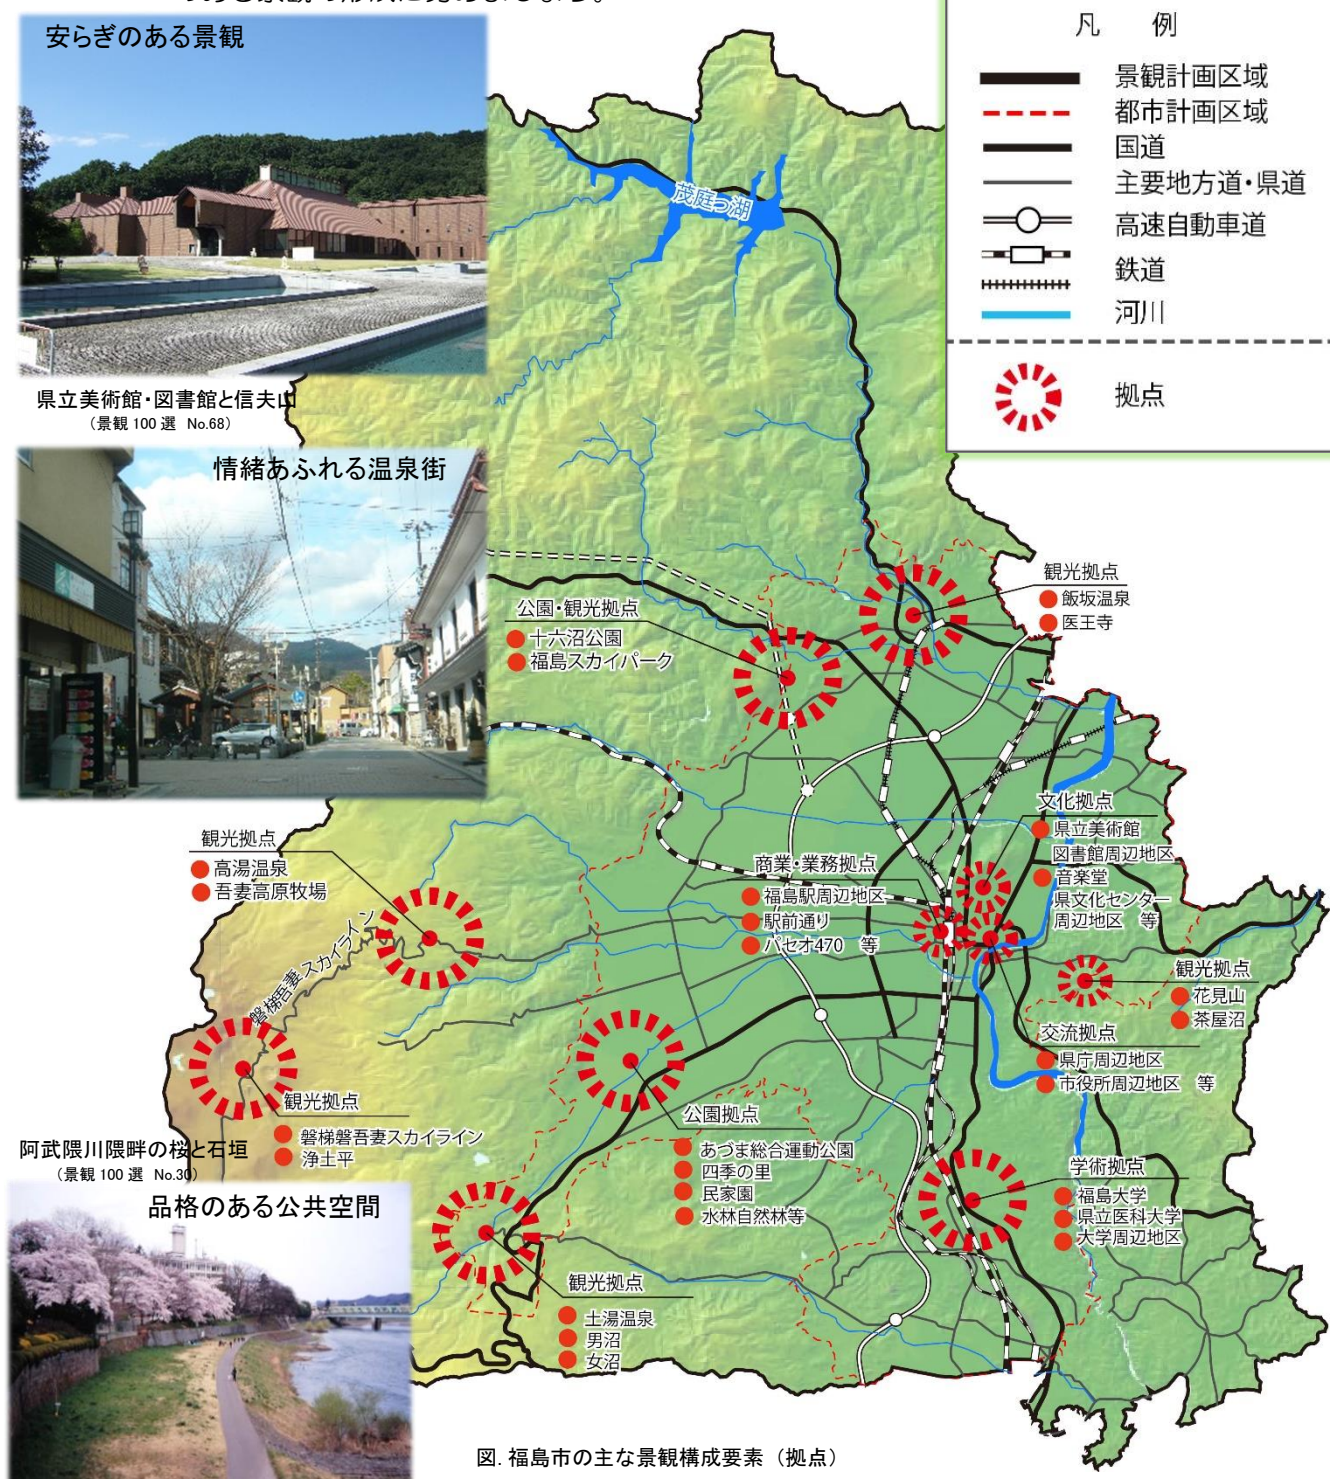 安らぎのある景観
県立美術館・図書館と信夫山
（景観 100 選　No.68）
情緒あふれる温泉街
凡　例
景観計画区域
都市計画区域
国道
主要地方道・県道
高速自動車道
鉄道
河川
拠点
茂庭っ湖
観光拠点
飯坂温泉
医王寺
公園・観光拠点
十六沼公園
福島スカイパーク
文化拠点
県立美術館
図書館周辺地区
音楽堂
県文化センター
周辺地区　等
商業・業務拠点
福島駅周辺地区
駅前通り
パセオ470　等
観光拠点
高湯温泉
吾妻高原牧場
磐梯吾妻スカイライン
観光拠点
花見山
茶屋沼
交流拠点
県庁周辺地区
市役所周辺地区　等
観光拠点
磐梯磐吾妻スカイライン
浄土平
公園拠点
あづま総合運動公園
四季の里
民家園
水林自然林等
学術拠点
福島大学
県立医科大学
大学周辺地区
観光拠点
土湯温泉
男沼
女沼
阿武隈川隈畔の桜と石垣
（景観 100 選　No.30）
品格のある公共空間
図. 福島市の主な景観構成要素（拠点）